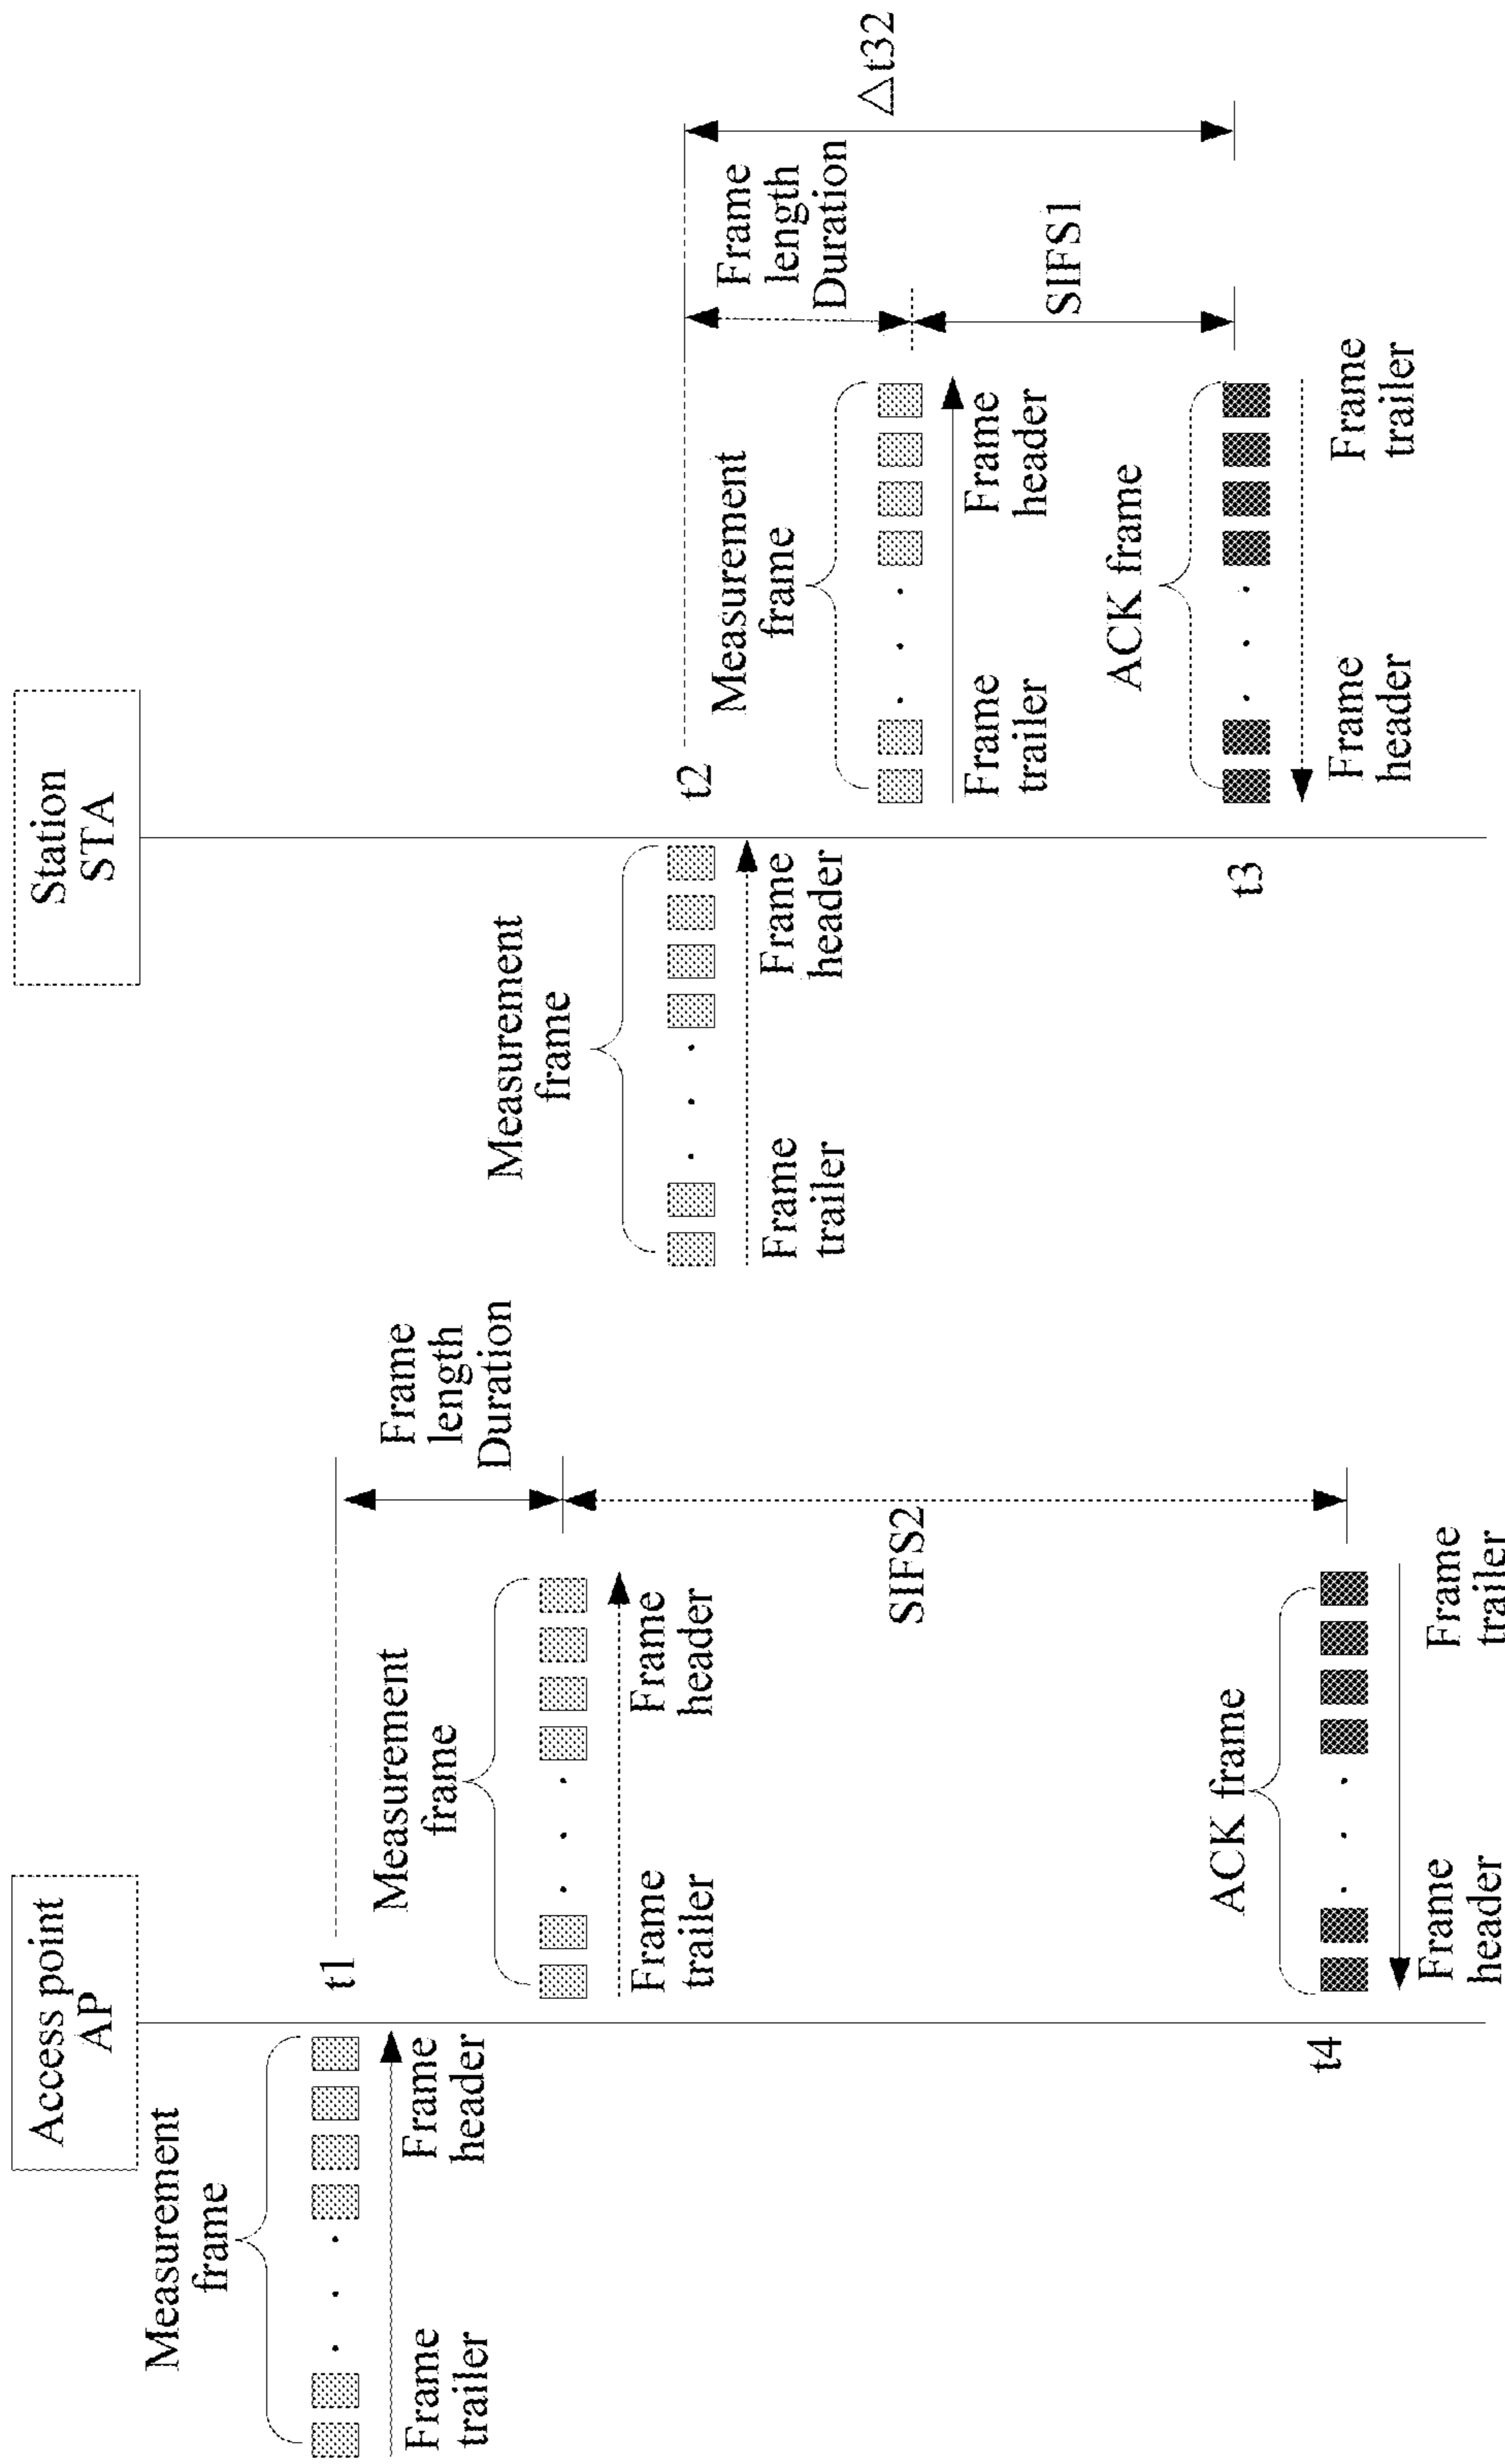 Access point
AP
Station
STA
Measurement
frame
Frame
trailer
Frame
header
t1
Frame
length
Duration
Measurement
frame
Frame
trailer
Frame
header
SIFS2
ACK frame
t4
Frame
header
Frame
trailer
Measurement
frame
Frame
trailer
Frame
header
t2
Frame
length
Duration
△t32
Measurement
frame
Frame
trailer
Frame
header
SIFS1
ACK frame
t3
Frame
header
Frame
trailer